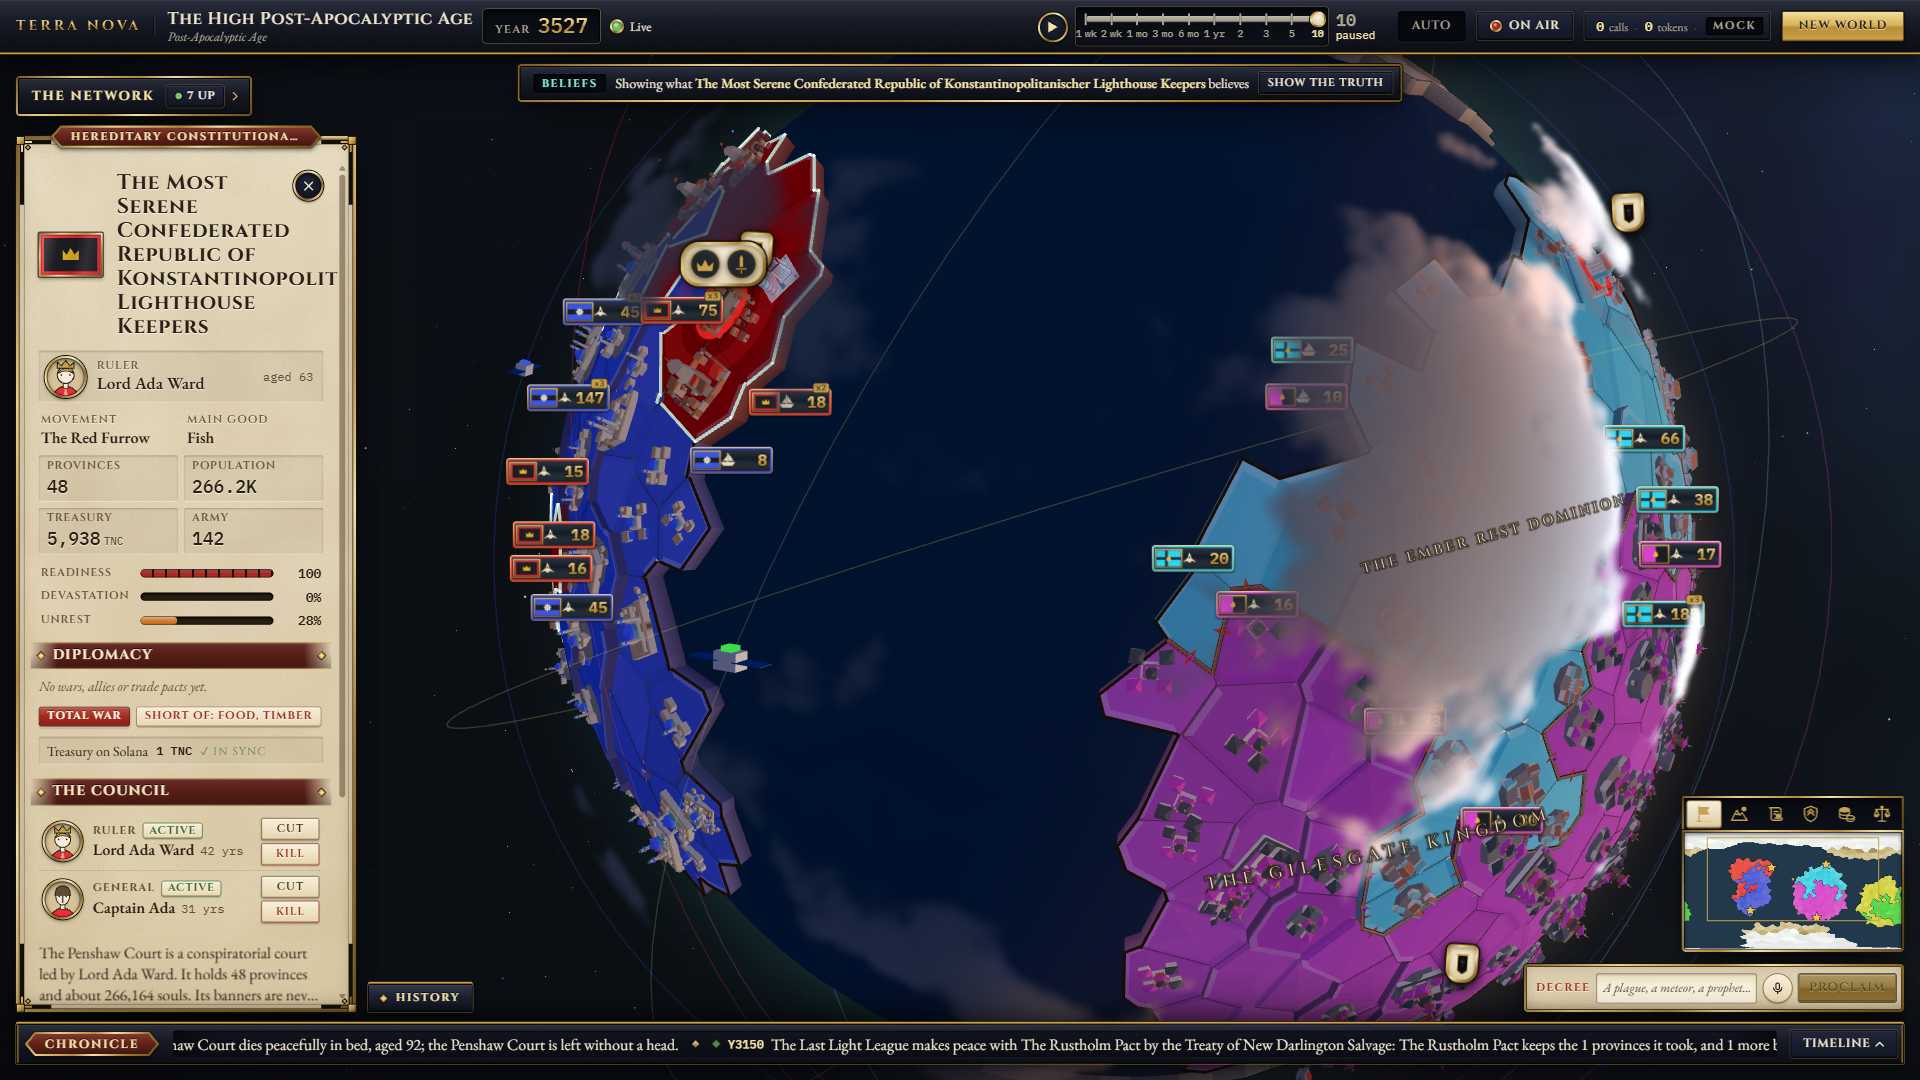 TERRA NOVA
THE HIGH POST-APOCALYPTIC AGE
Post-Apocalyptic Age
YEAR 3527
Live
1 wk 2 wk 1 mo 3 mo 6 mo 1 yr 2 3 5 10
10
paused
AUTO
ON AIR
0 calls · 0 tokens
MOCK
NEW WORLD
THE NETWORK
7 UP
BELIEFS
Showing what The Most Serene Confederated Republic of Konstantinopolitanischer Lighthouse Keepers believes
SHOW THE TRUTH
HEREDITARY CONSTITUTIONA...
THE MOST
SERENE
CONFEDERATED
REPUBLIC OF
KONSTANTINOPOLIT
LIGHTHOUSE
KEEPERS
RULER
Lord Ada Ward
aged 63
MOVEMENT
The Red Furrow
MAIN GOOD
Fish
PROVINCES
48
POPULATION
266.2K
TREASURY
5,938 TNC
ARMY
142
READINESS 100
DEVASTATION 0%
UNREST 28%
DIPLOMACY
No wars, allies or trade pacts yet.
TOTAL WAR
SHORT OF: FOOD, TIMBER
Treasury on Solana 1 TNC ✓ IN SYNC
THE COUNCIL
RULER ACTIVE
Lord Ada Ward 42 yrs
CUT
KILL
GENERAL ACTIVE
Captain Ada 31 yrs
CUT
KILL
The Penshaw Court is a conspiratorial court
led by Lord Ada Ward. It holds 48 provinces
and about 266,164 souls. Its banners are nev...
HISTORY
45
x3
75
x3
147
x2
18
8
15
18
16
45
25
10
66
38
17
20
16
x3
18
THE EMBER REST DOMINION
THE GILESGATE KINGDOM
DECREE
A plague, a meteor, a prophet...
PROCLAIM
CHRONICLE
haw Court dies peacefully in bed, aged 92; the Penshaw Court is left without a head.
Y3150 The Last Light League makes peace with The Rustholm Pact by the Treaty of New Darlington Salvage: The Rustholm Pact keeps the 1 provinces it took, and 1 more b
TIMELINE